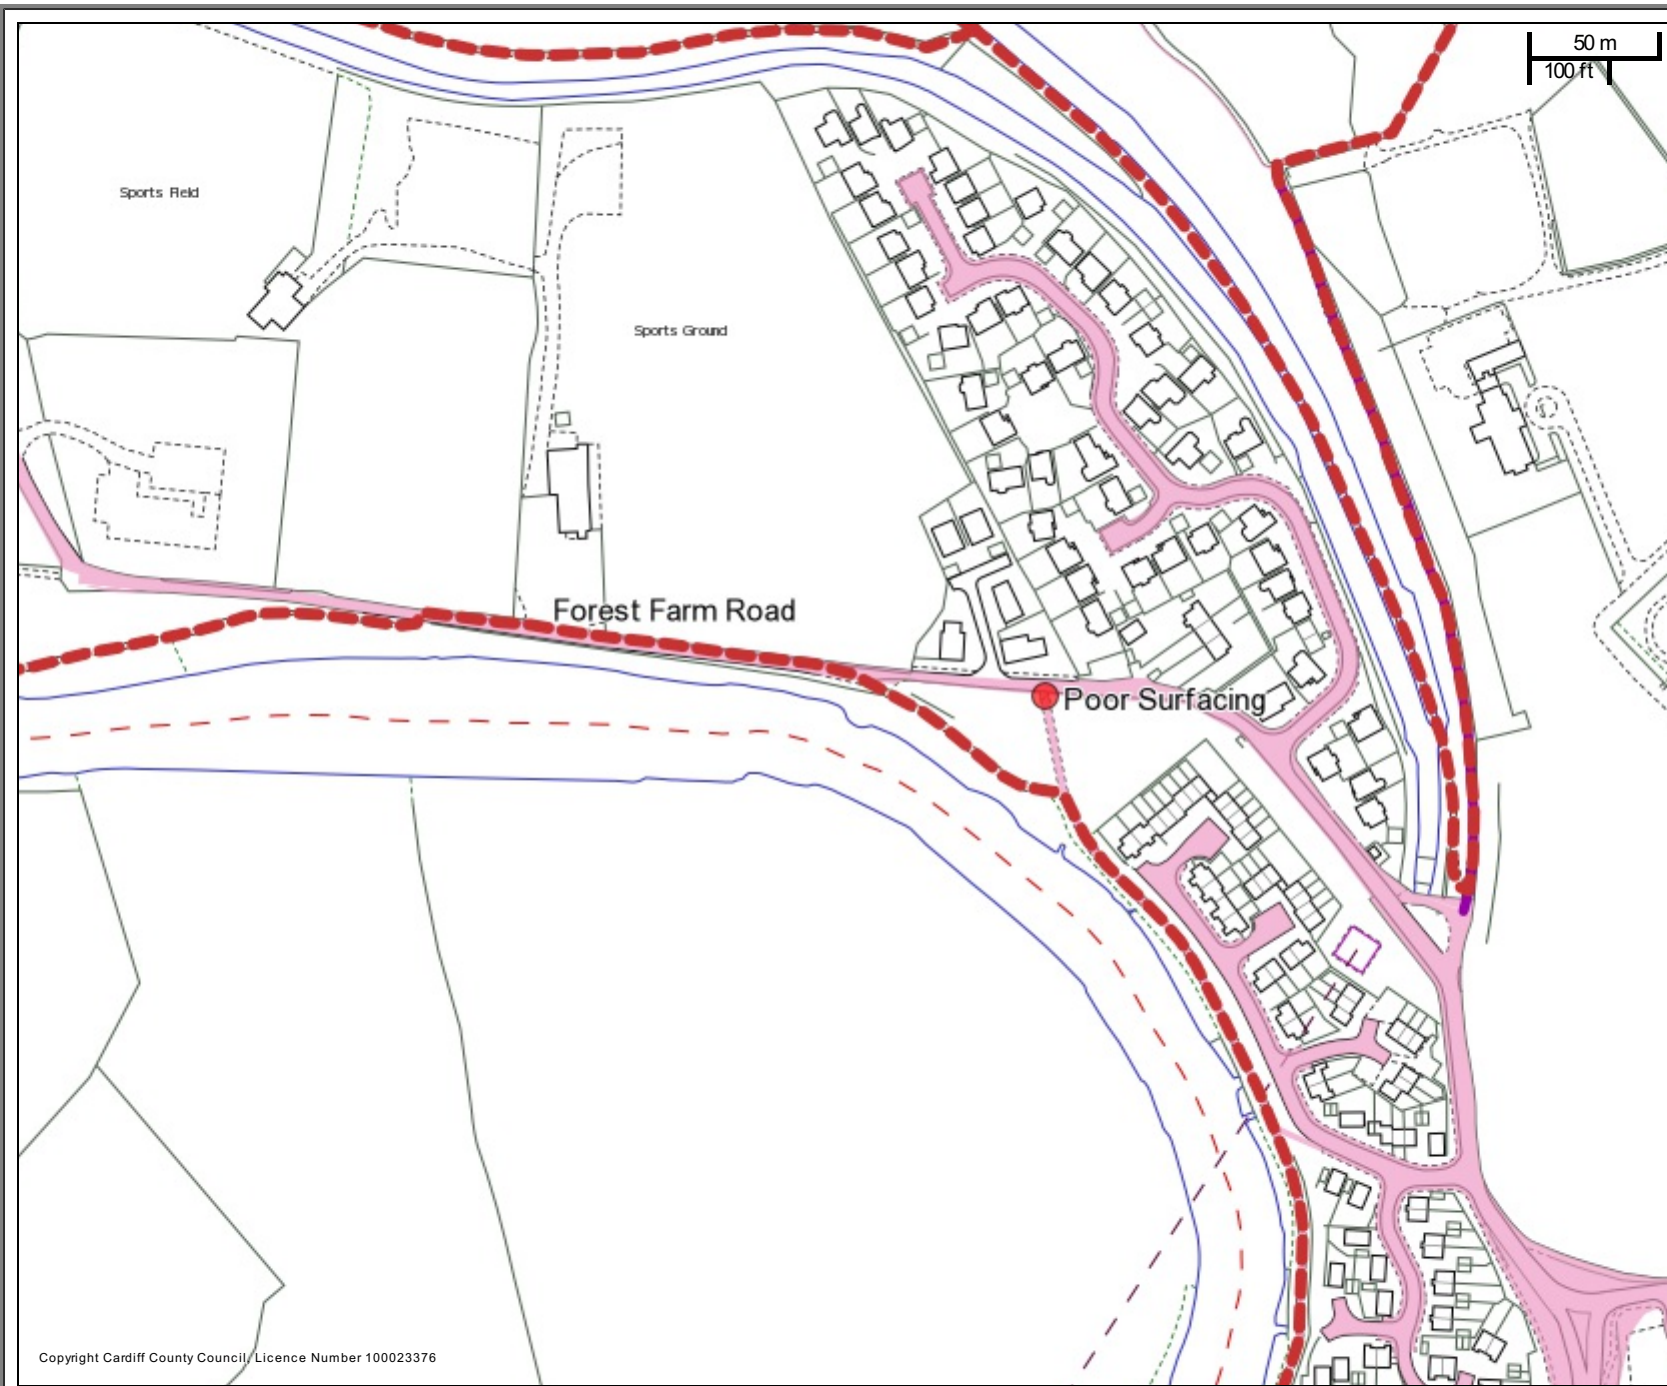 50 m
100 ft
Sports Field
Sports Ground
Forest Farm Road
Poor Surfacing
Copyright Cardiff County Council, Licence Number 100023376